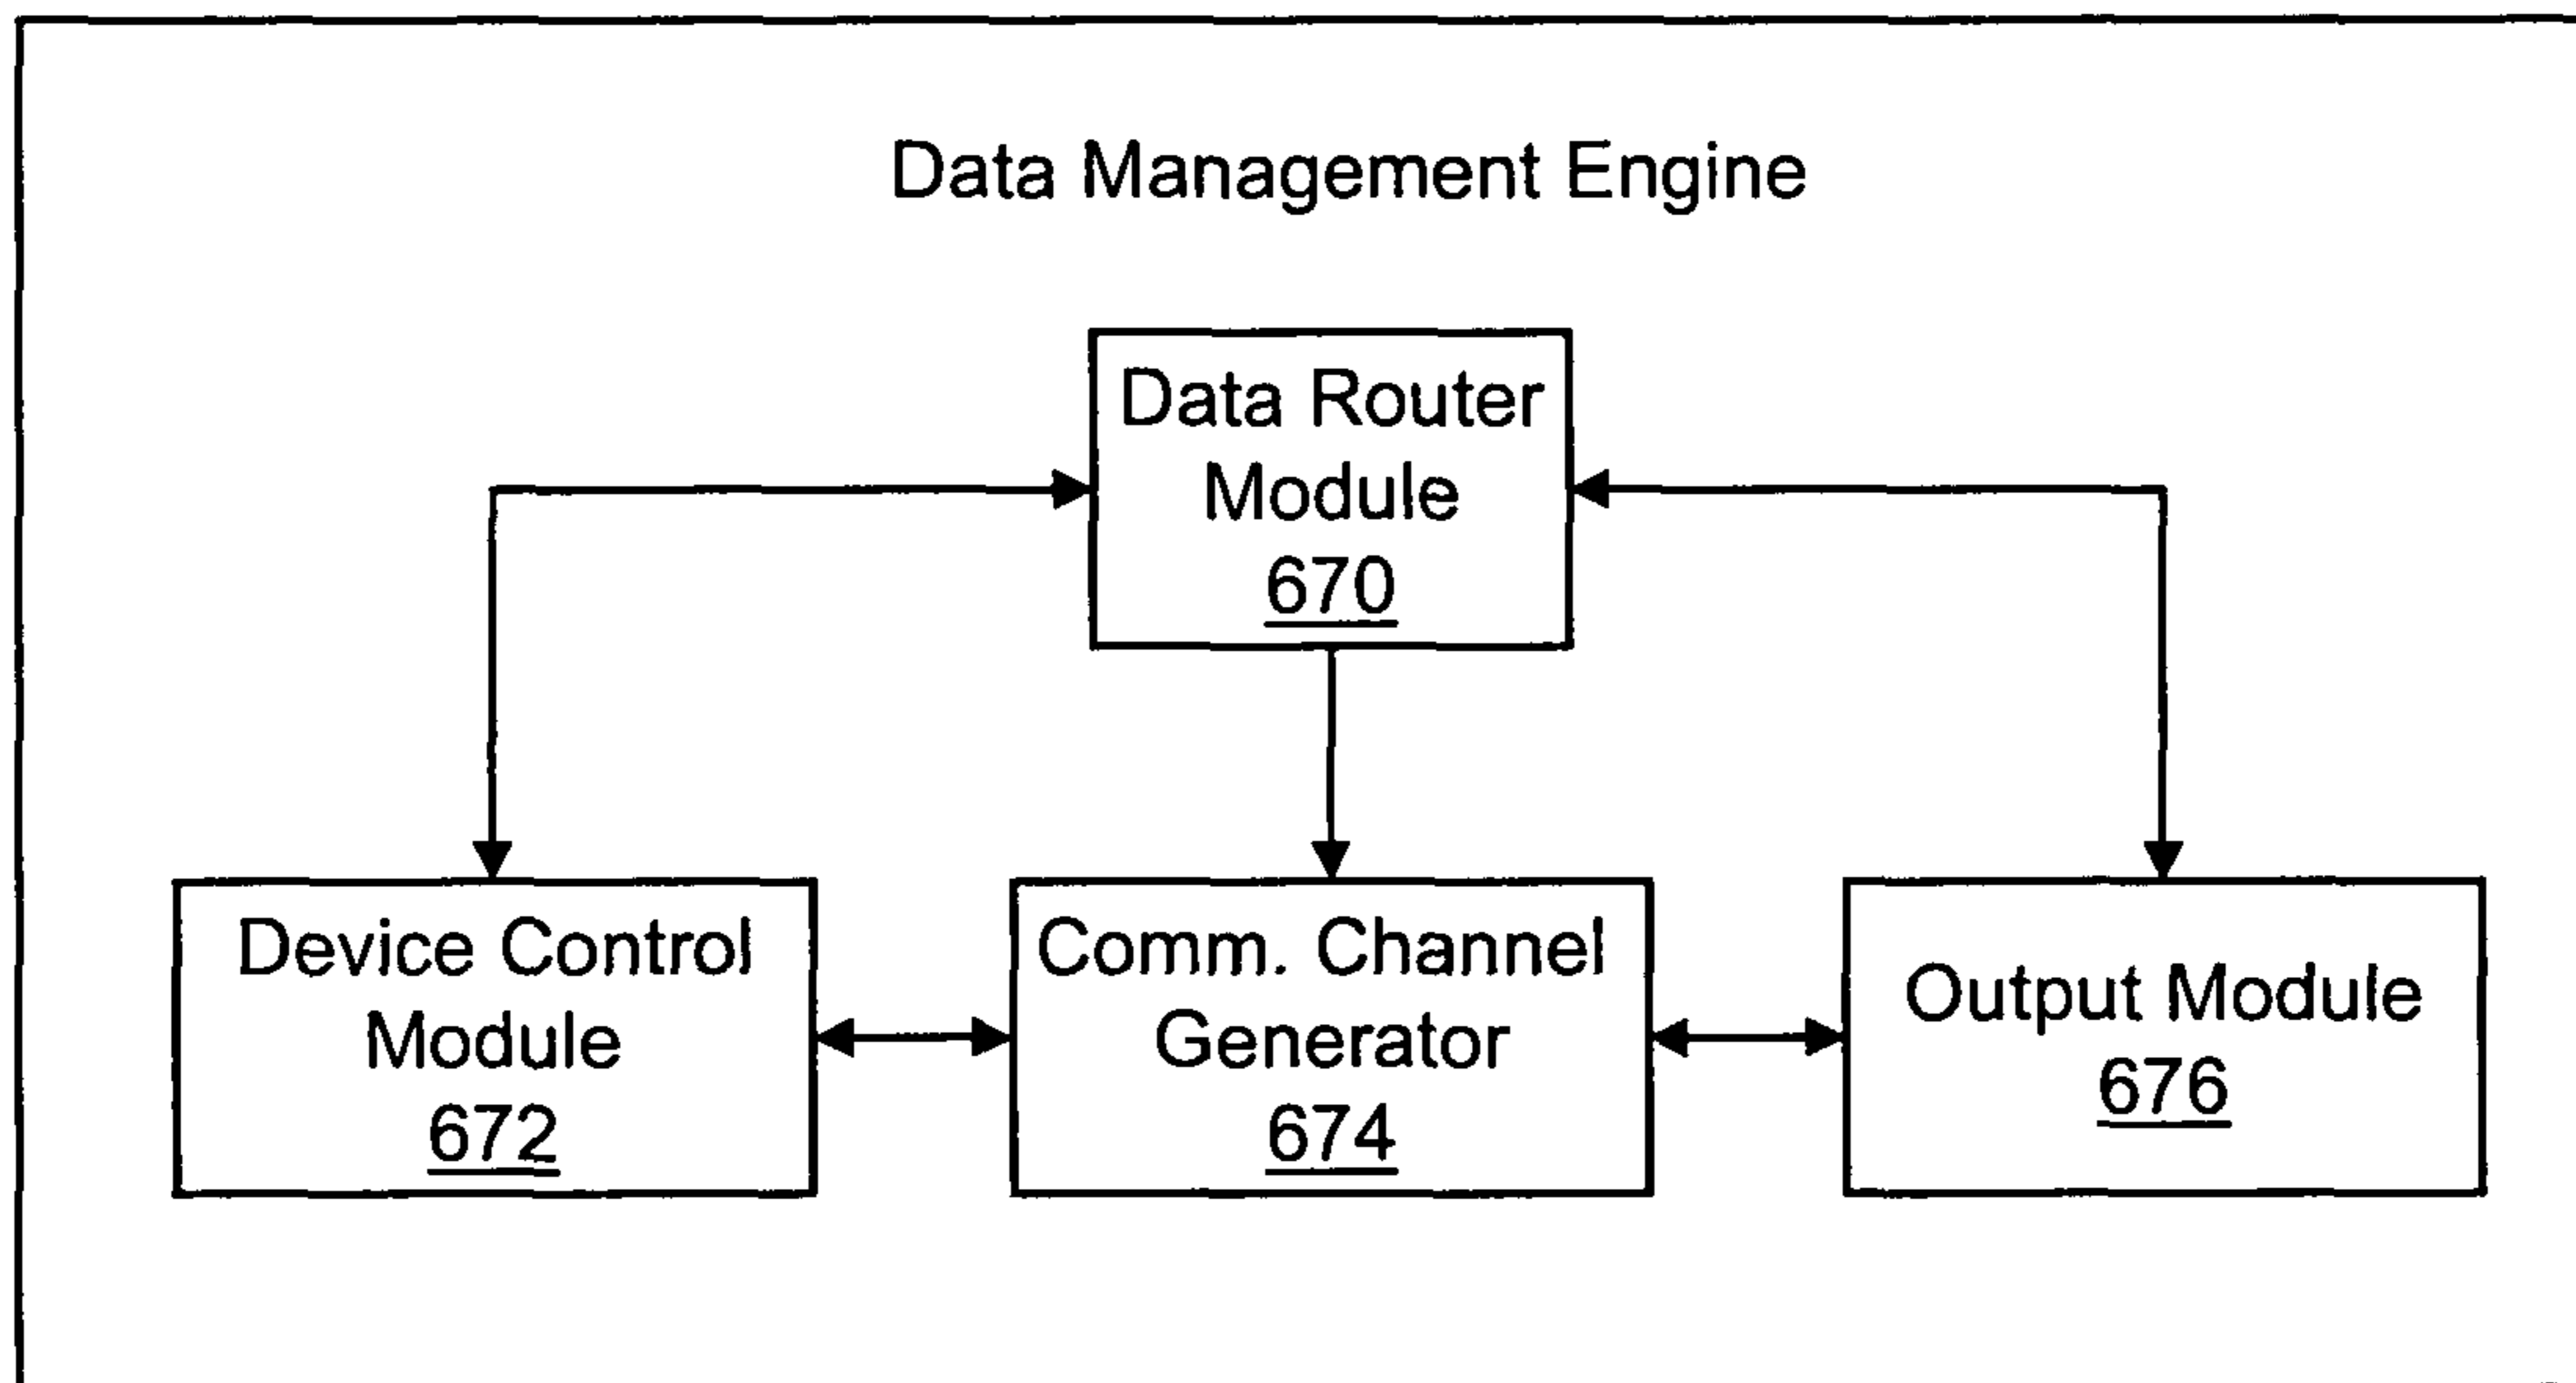 Data Management Engine
Data Router
Module
670
Device Control
Module
672
Comm. Channel
Generator
674
Output Module
676